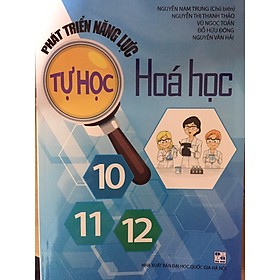 NGUYỄN NAM TRUNG (Chủ biên)
NGUYỄN THỊ THANH THẢO
VŨ NGỌC TOÀN
ĐỖ HỮU ĐỒNG
NGUYỄN VĂN HẢI
PHÁT TRIỂN NĂNG LỰC
TỰ HỌC
Hoá học
10
11
12
NHÀ XUẤT BẢN ĐẠI HỌC QUỐC GIA HÀ NỘI